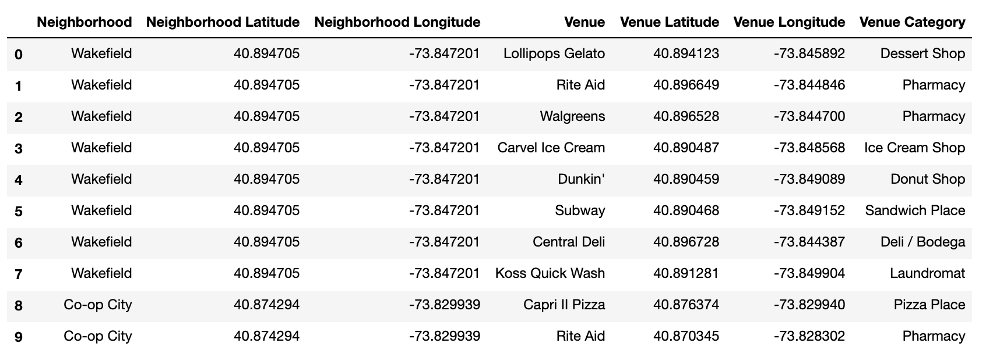 Neighborhood Neighborhood Latitude Neighborhood Longitude Venue Venue Latitude Venue Longitude Venue Category
0 Wakefield 40.894705 -73.847201 Lollipops Gelato 40.894123 -73.845892 Dessert Shop
1 Wakefield 40.894705 -73.847201 Rite Aid 40.896649 -73.844846 Pharmacy
2 Wakefield 40.894705 -73.847201 Walgreens 40.896528 -73.844700 Pharmacy
3 Wakefield 40.894705 -73.847201 Carvel Ice Cream 40.890487 -73.848568 Ice Cream Shop
4 Wakefield 40.894705 -73.847201 Dunkin' 40.890459 -73.849089 Donut Shop
5 Wakefield 40.894705 -73.847201 Subway 40.890468 -73.849152 Sandwich Place
6 Wakefield 40.894705 -73.847201 Central Deli 40.896728 -73.844387 Deli / Bodega
7 Wakefield 40.894705 -73.847201 Koss Quick Wash 40.891281 -73.849904 Laundromat
8 Co-op City 40.874294 -73.829939 Capri II Pizza 40.876374 -73.829940 Pizza Place
9 Co-op City 40.874294 -73.829939 Rite Aid 40.870345 -73.828302 Pharmacy